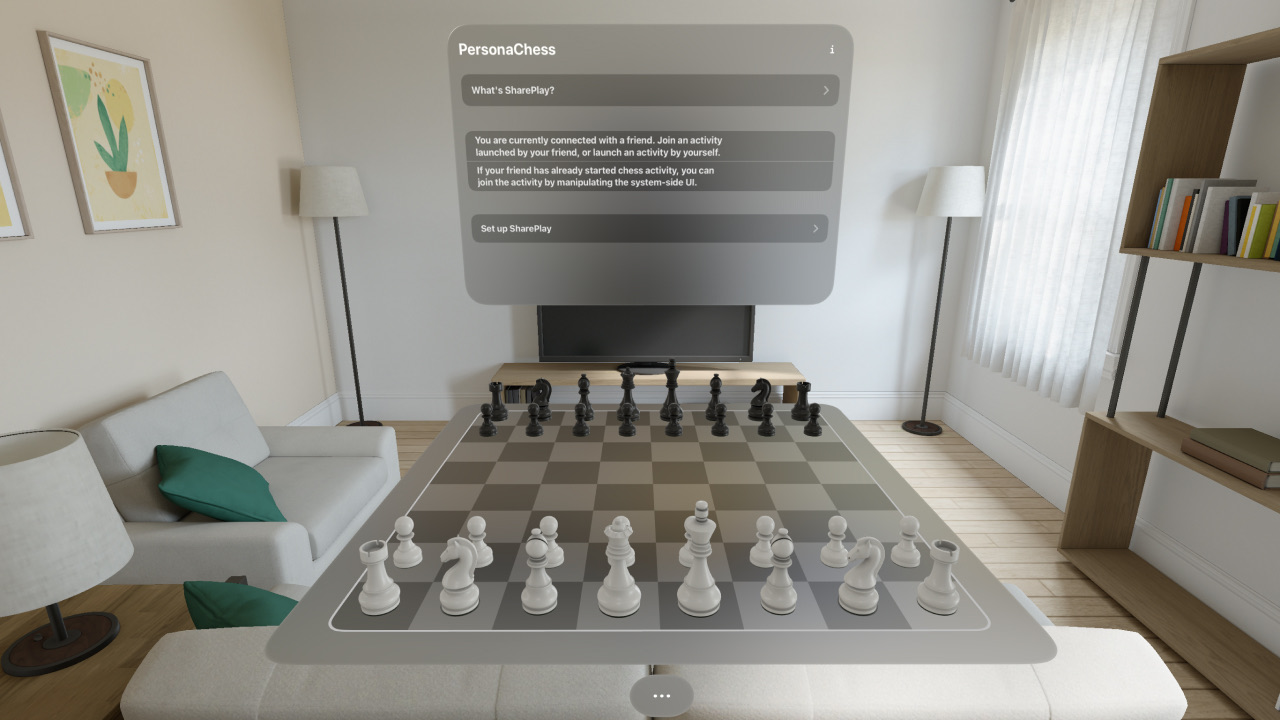 PersonaChess
What's SharePlay?
You are currently connected with a friend. Join an activity
launched by your friend, or launch an activity by yourself.
If your friend has already started chess activity, you can
join the activity by manipulating the system-side UI.
Set up SharePlay